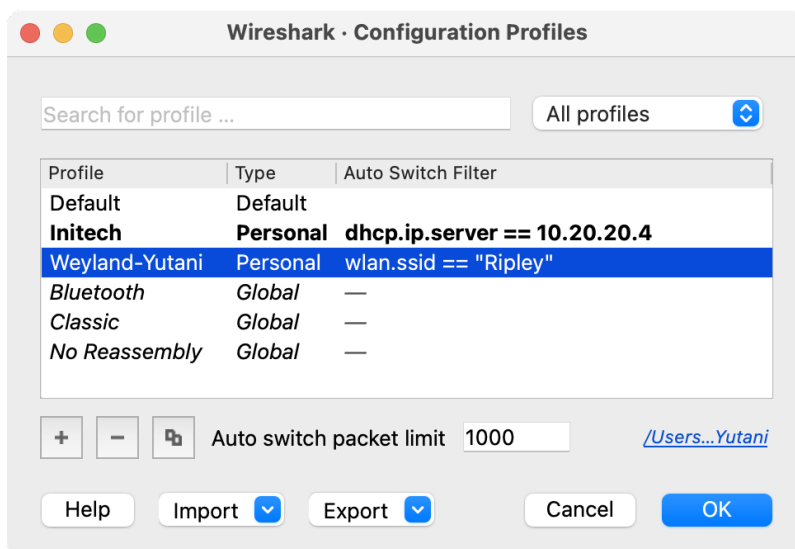 Wireshark · Configuration Profiles
Search for profile ... All profiles
Profile Type Auto Switch Filter
Default Default
Initech Personal dhcp.ip.server == 10.20.20.4
Weyland-Yutani Personal wlan.ssid == "Ripley"
Bluetooth Global —
Classic Global —
No Reassembly Global —
+ − Auto switch packet limit 1000 /Users...Yutani
Help Import Export Cancel OK